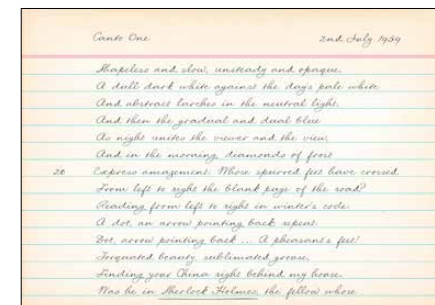 Canto One 2nd July 1959
Shapeless and slow, unsteady and opaque,
A dull dark white against the day's pale white
And abstract larches in the neutral light.
And then the gradual and dual blue
As night unites the viewer and the view,
And in the morning, diamonds of frost
20 Express amazement: Whose spurred feet have crossed
From left to right the blank page of the road?
Reading from left to right in winter's code:
A dot, an arrow pointing back; repeat:
Dot, arrow pointing back ... A pheasant's feet!
Torquated beauty, sublimated grouse,
Finding your China right behind my house.
Was he in Sherlock Holmes, the fellow whose